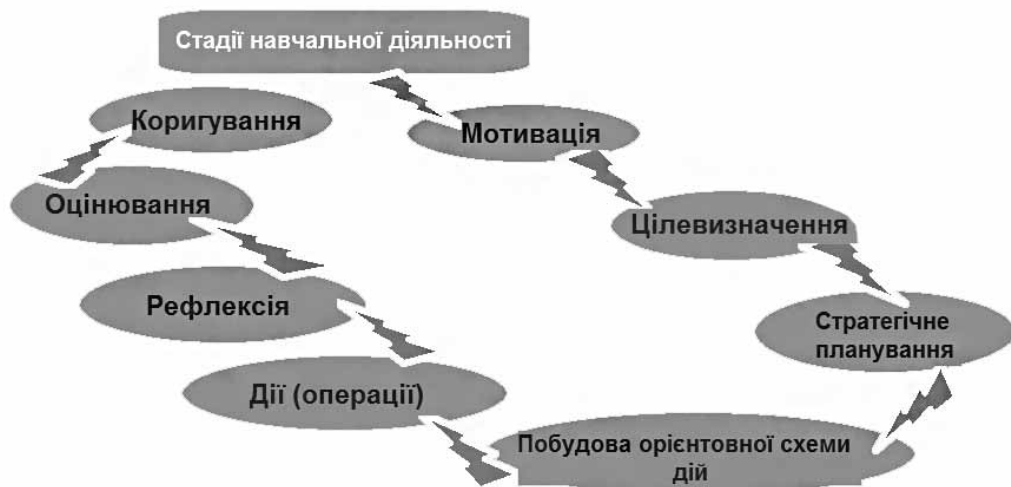 Стадії навчальної діяльності
Мотивація
Цілевизначення
Стратегічне
планування
Побудова орієнтовної схеми
дій
Дії (операції)
Рефлексія
Оцінювання
Коригування